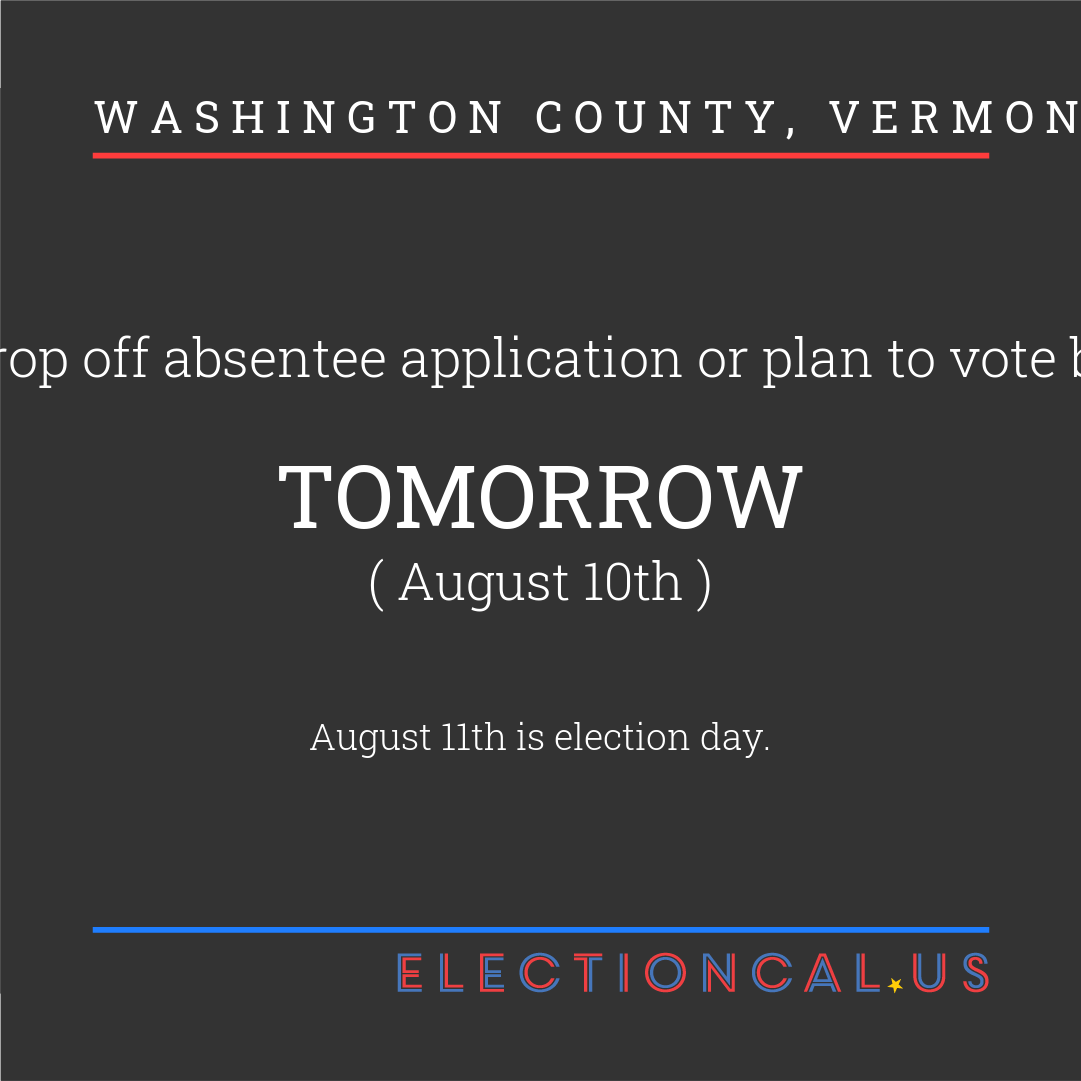 WASHINGTON COUNTY, VERMON
rop off absentee application or plan to vote b
TOMORROW
( August 10th )
August 11th is election day.
ELECTIONCAL.US